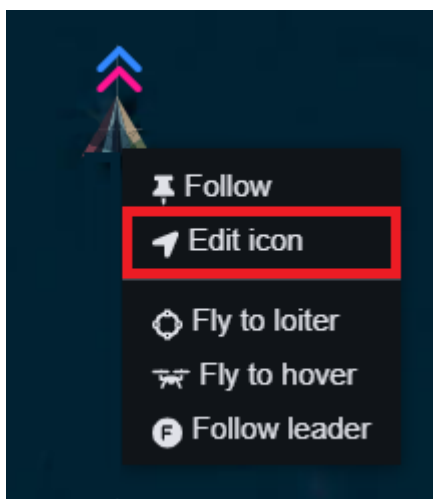 Follow
Edit icon
Fly to loiter
Fly to hover
F Follow leader